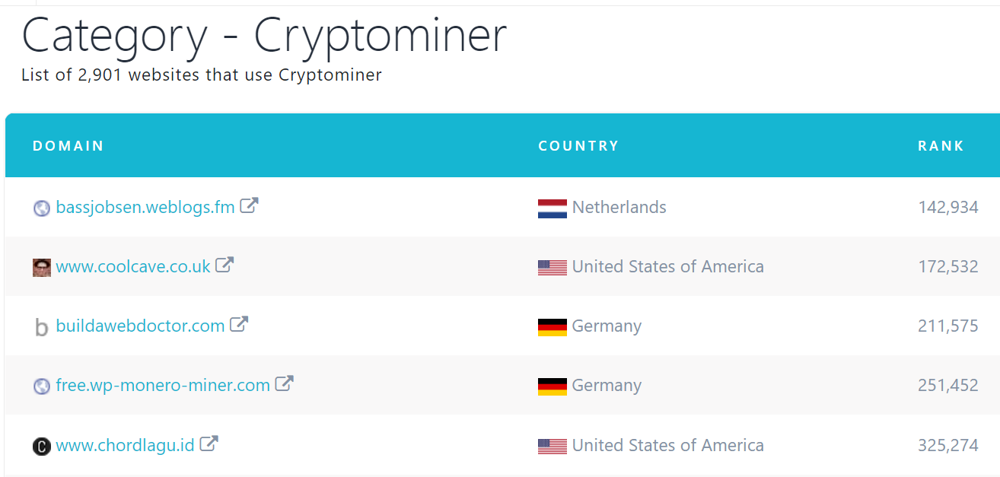 Category - Cryptominer
List of 2,901 websites that use Cryptominer
DOMAIN COUNTRY RANK
bassjobsen.weblogs.fm Netherlands 142,934
www.coolcave.co.uk United States of America 172,532
b buildawebdoctor.com Germany 211,575
free.wp-monero-miner.com Germany 251,452
C www.chordlagu.id United States of America 325,274